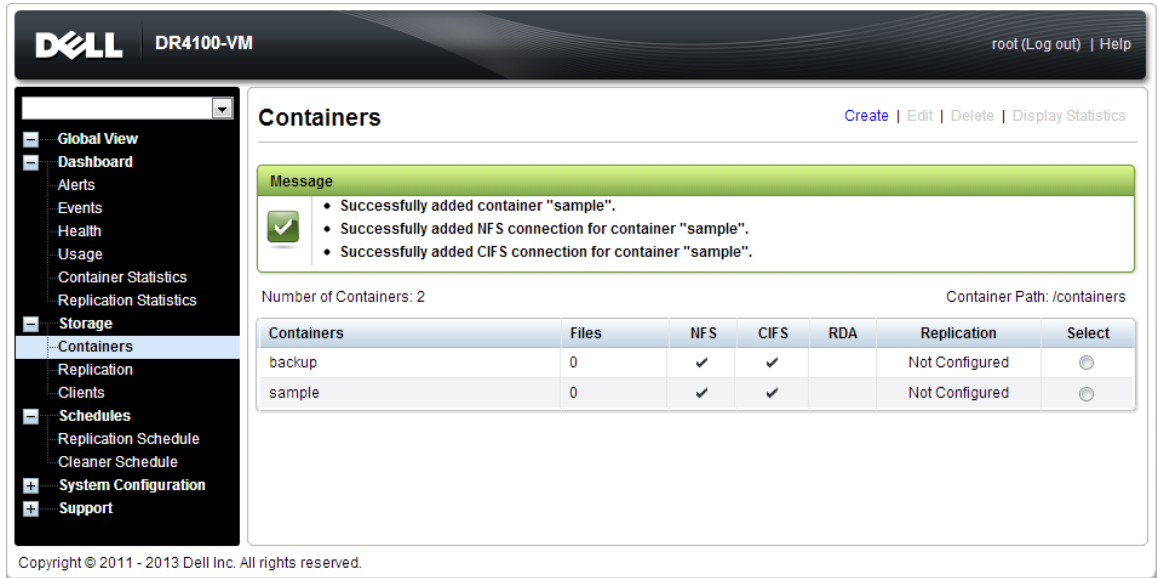 DELL DR4100-VM root (Log out) | Help
Global View
Dashboard
Alerts
Events
Health
Usage
Container Statistics
Replication Statistics
Storage
Containers
Replication
Clients
Schedules
Replication Schedule
Cleaner Schedule
System Configuration
Support
Containers Create | Edit | Delete | Display Statistics
Message
• Successfully added container "sample".
• Successfully added NFS connection for container "sample".
• Successfully added CIFS connection for container "sample".
Number of Containers: 2 Container Path: /containers
Containers Files NFS CIFS RDA Replication Select
backup 0 ✔ ✔ Not Configured
sample 0 ✔ ✔ Not Configured
Copyright © 2011 - 2013 Dell Inc. All rights reserved.